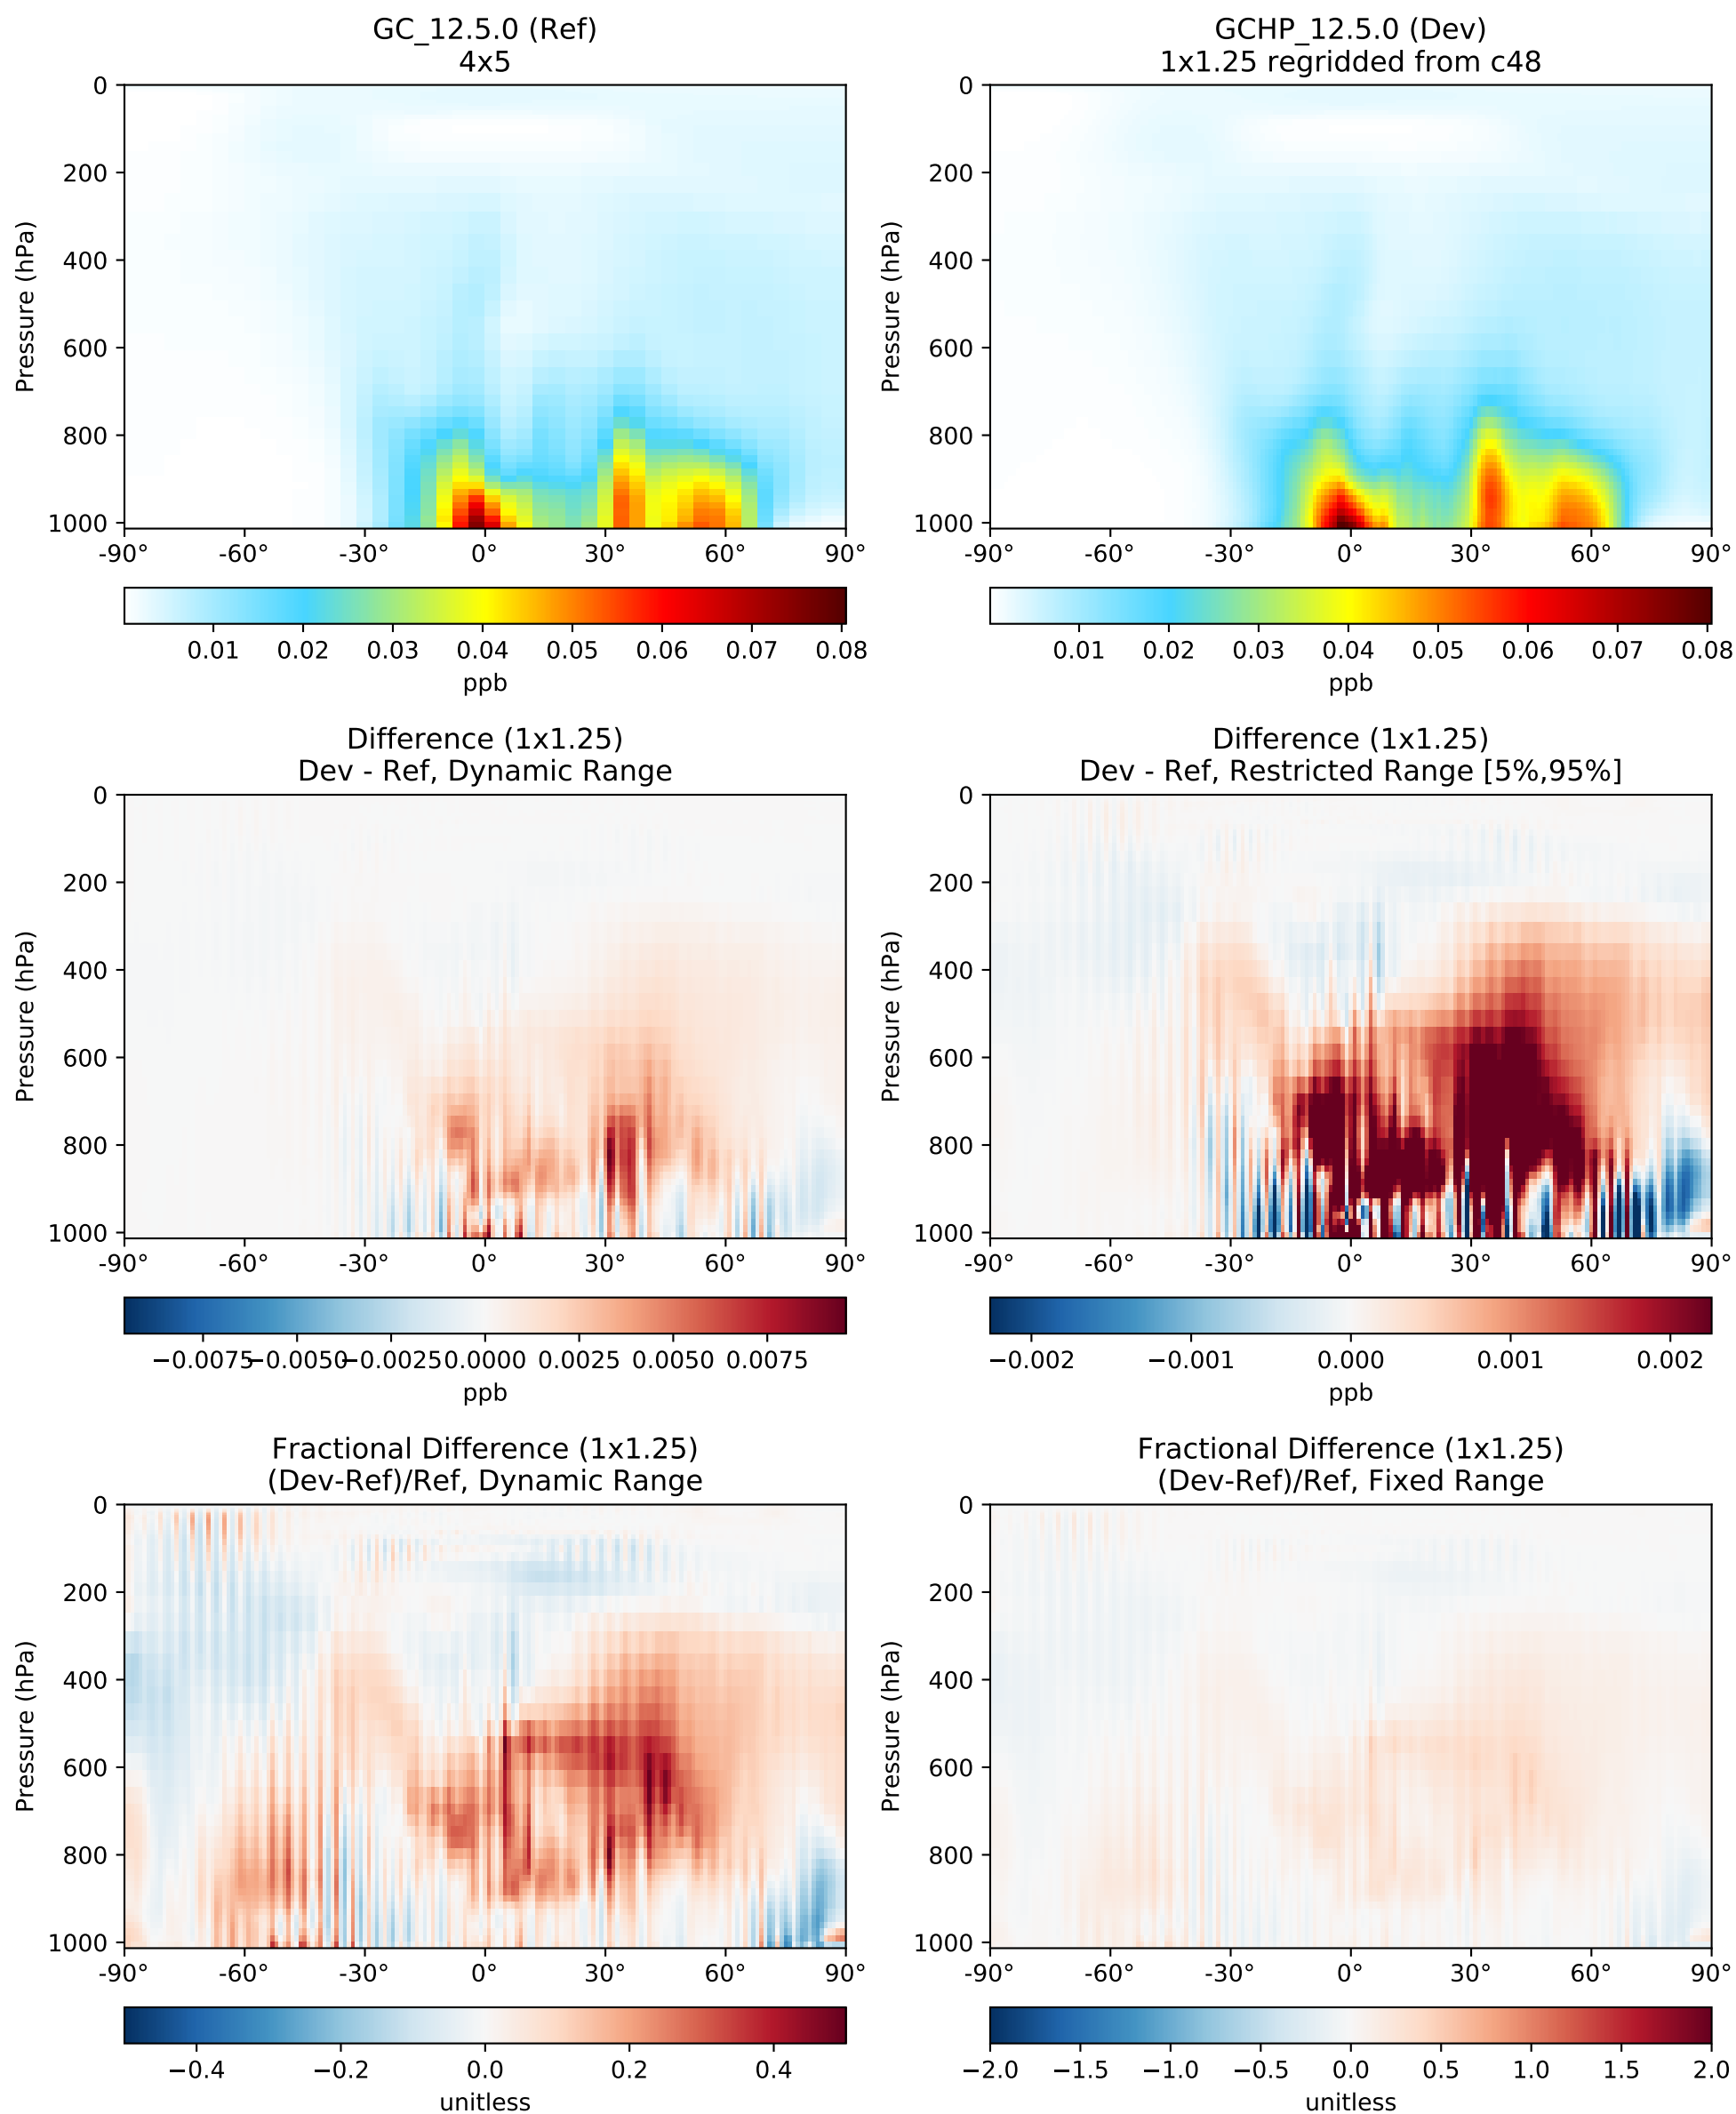 GC_12.5.0 (Ref)
4x5
0
200
400
600
800
1000
Pressure (hPa)
-90° -60° -30° 0° 30° 60° 90°
0.01 0.02 0.03 0.04 0.05 0.06 0.07 0.08
ppb
GCHP_12.5.0 (Dev)
1x1.25 regridded from c48
0
200
400
600
800
1000
Pressure (hPa)
-90° -60° -30° 0° 30° 60° 90°
0.01 0.02 0.03 0.04 0.05 0.06 0.07 0.08
ppb
Difference (1x1.25)
Dev - Ref, Dynamic Range
0
200
400
600
800
1000
Pressure (hPa)
-90° -60° -30° 0° 30° 60° 90°
−0.0075 −0.0050 −0.0025 0.0000 0.0025 0.0050 0.0075
ppb
Difference (1x1.25)
Dev - Ref, Restricted Range [5%,95%]
0
200
400
600
800
1000
Pressure (hPa)
-90° -60° -30° 0° 30° 60° 90°
−0.002 −0.001 0.000 0.001 0.002
ppb
Fractional Difference (1x1.25)
(Dev-Ref)/Ref, Dynamic Range
0
200
400
600
800
1000
Pressure (hPa)
-90° -60° -30° 0° 30° 60° 90°
−0.4 −0.2 0.0 0.2 0.4
unitless
Fractional Difference (1x1.25)
(Dev-Ref)/Ref, Fixed Range
0
200
400
600
800
1000
Pressure (hPa)
-90° -60° -30° 0° 30° 60° 90°
−2.0 −1.5 −1.0 −0.5 0.0 0.5 1.0 1.5 2.0
unitless